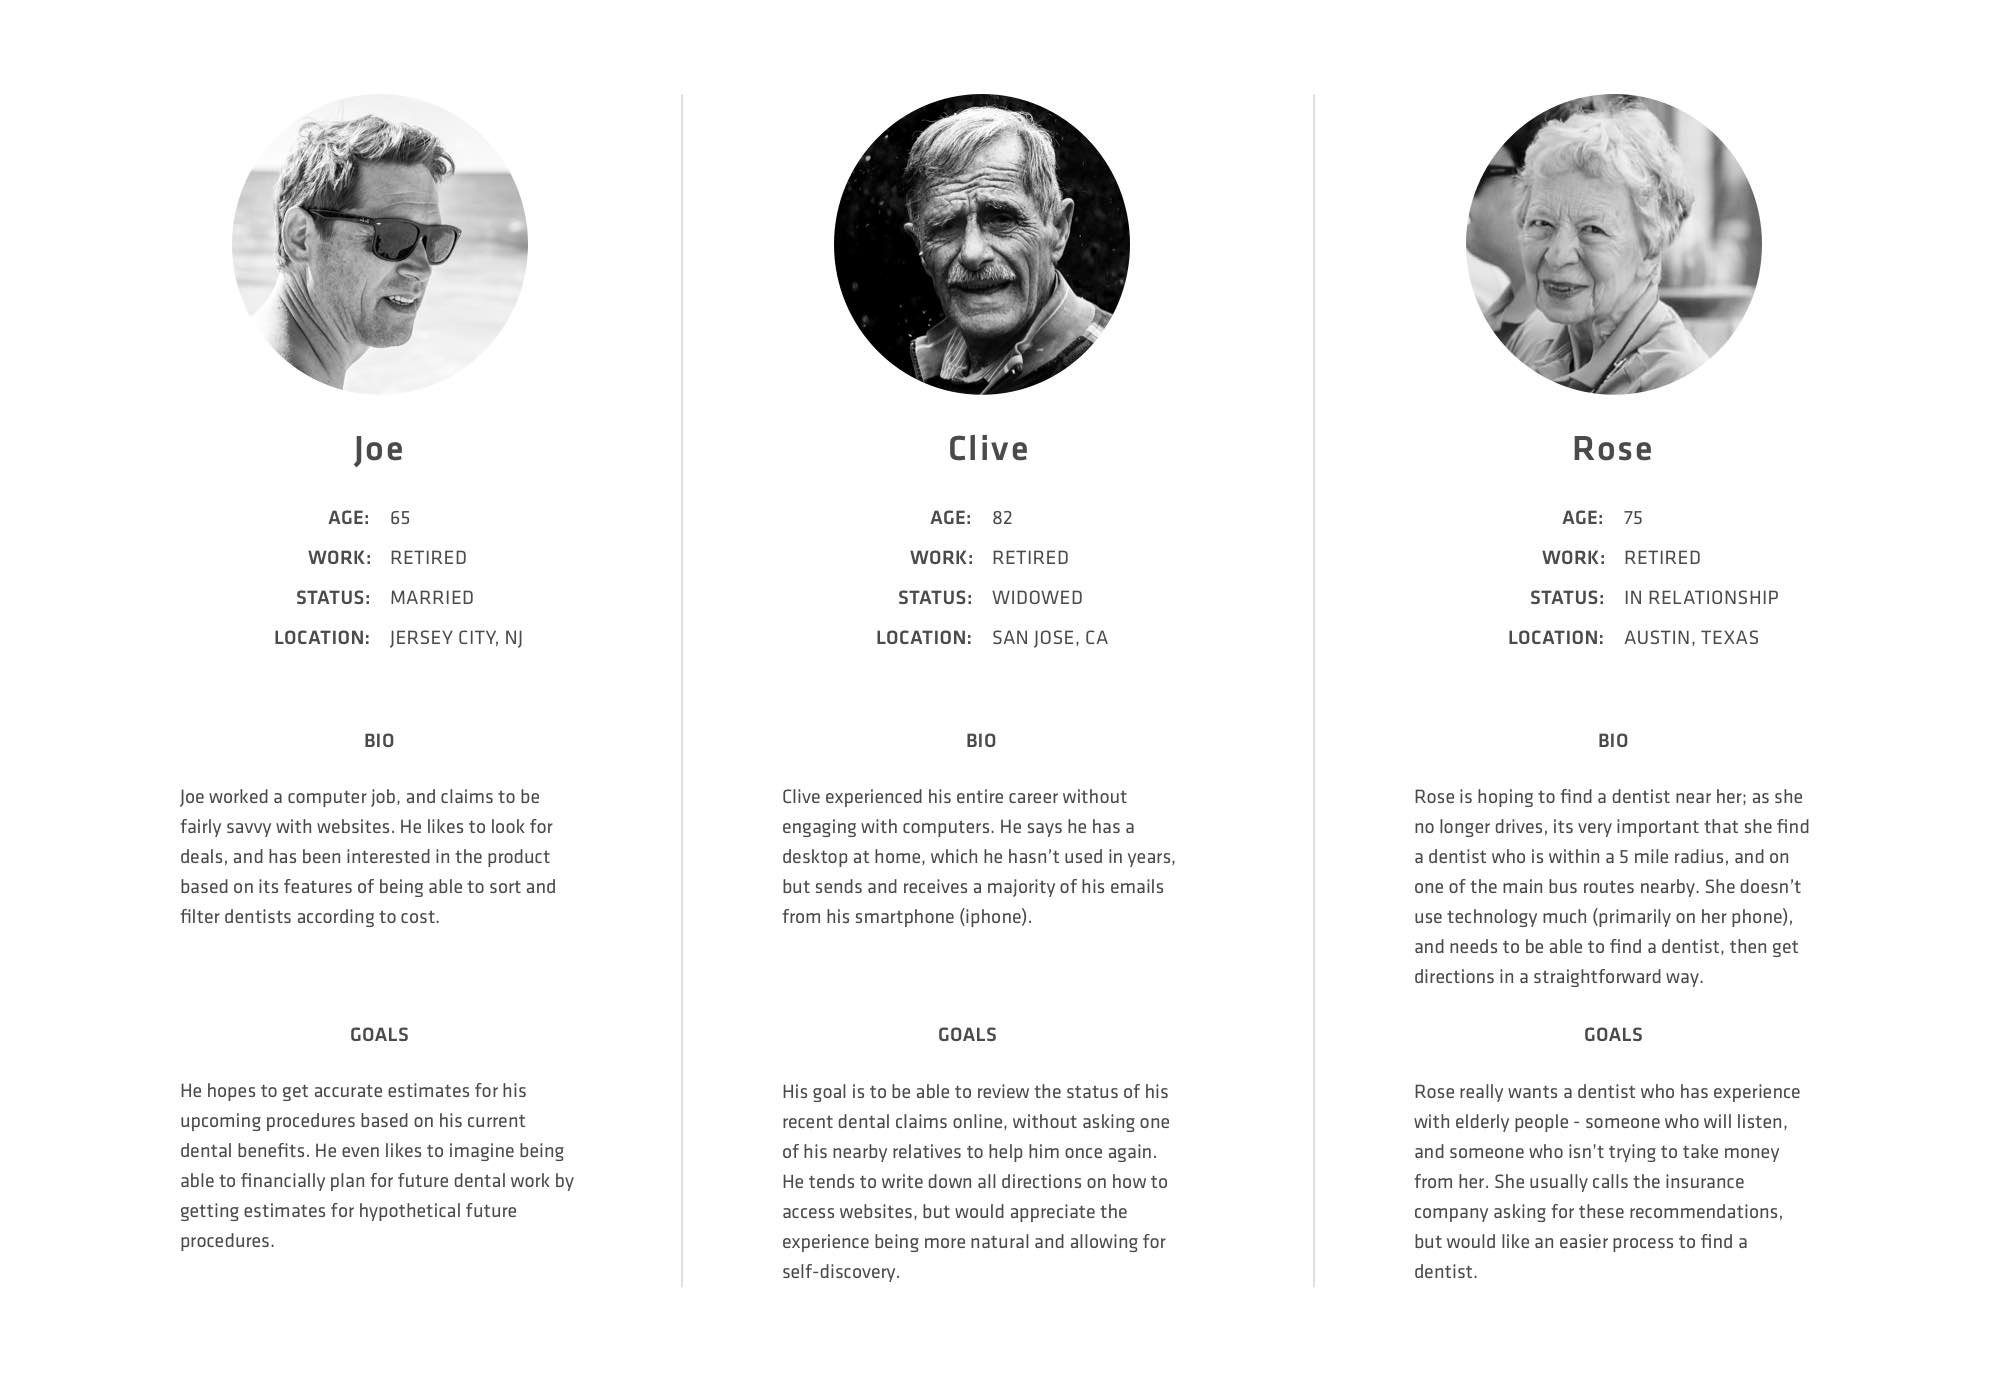 Joe
AGE: 65
WORK: RETIRED
STATUS: MARRIED
LOCATION: JERSEY CITY, NJ
BIO
Joe worked a computer job, and claims to be
fairly savvy with websites. He likes to look for
deals, and has been interested in the product
based on its features of being able to sort and
filter dentists according to cost.
GOALS
He hopes to get accurate estimates for his
upcoming procedures based on his current
dental benefits. He even likes to imagine being
able to financially plan for future dental work by
getting estimates for hypothetical future
procedures.
Clive
AGE: 82
WORK: RETIRED
STATUS: WIDOWED
LOCATION: SAN JOSE, CA
BIO
Clive experienced his entire career without
engaging with computers. He says he has a
desktop at home, which he hasn't used in years,
but sends and receives a majority of his emails
from his smartphone (iphone).
GOALS
His goal is to be able to review the status of his
recent dental claims online, without asking one
of his nearby relatives to help him once again.
He tends to write down all directions on how to
access websites, but would appreciate the
experience being more natural and allowing for
self-discovery.
Rose
AGE: 75
WORK: RETIRED
STATUS: IN RELATIONSHIP
LOCATION: AUSTIN, TEXAS
BIO
Rose is hoping to find a dentist near her; as she
no longer drives, its very important that she find
a dentist who is within a 5 mile radius, and on
one of the main bus routes nearby. She doesn't
use technology much (primarily on her phone),
and needs to be able to find a dentist, then get
directions in a straightforward way.
GOALS
Rose really wants a dentist who has experience
with elderly people - someone who will listen,
and someone who isn't trying to take money
from her. She usually calls the insurance
company asking for these recommendations,
but would like an easier process to find a
dentist.